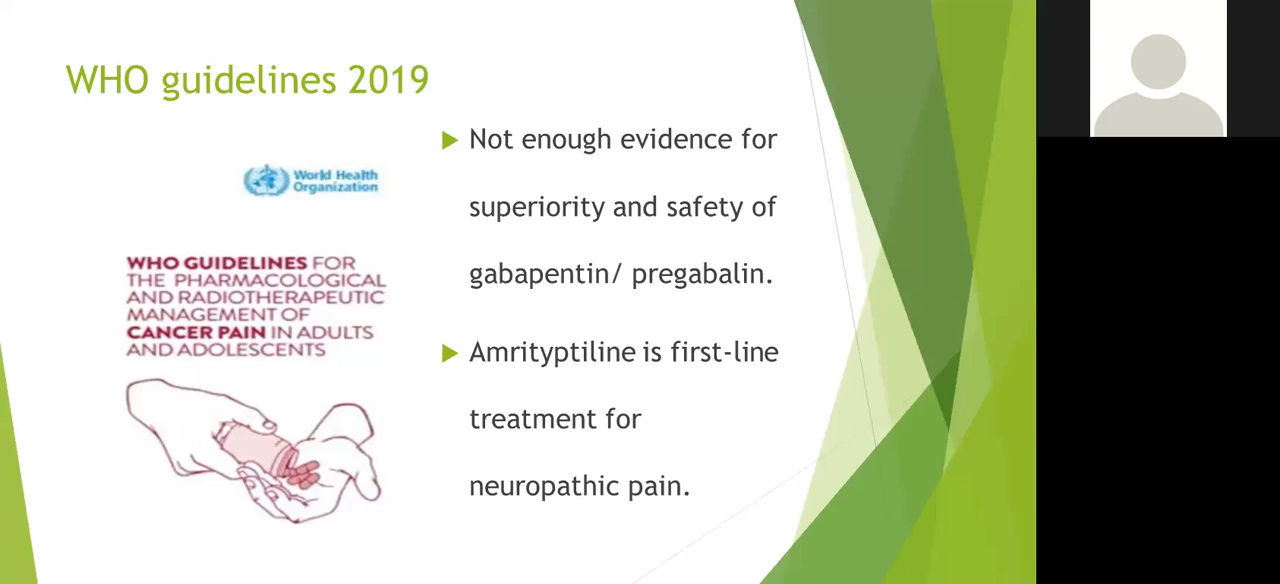 WHO guidelines 2019
World Health
Organization
WHO GUIDELINES FOR
THE PHARMACOLOGICAL
AND RADIOTHERAPEUTIC
MANAGEMENT OF
CANCER PAIN IN ADULTS
AND ADOLESCENTS
Not enough evidence for
superiority and safety of
gabapentin/ pregabalin.
Amrityptiline is first-line
treatment for
neuropathic pain.